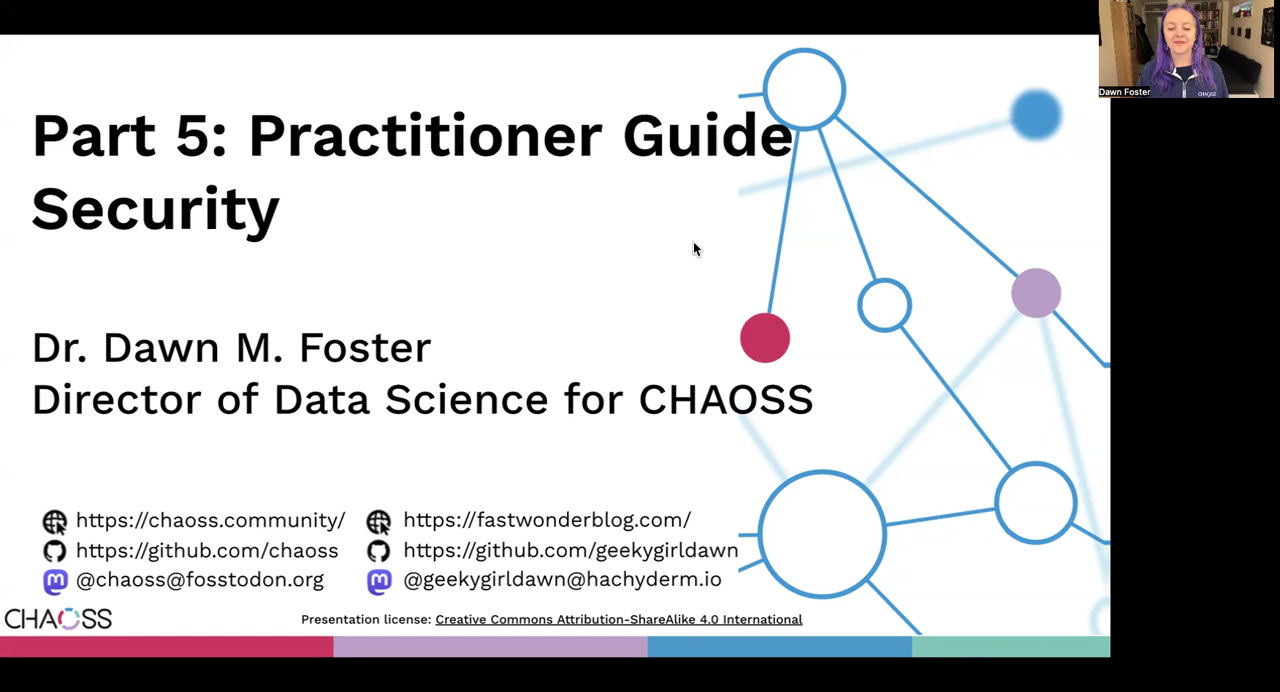 Part 5: Practitioner Guide
Security
Dr. Dawn M. Foster
Director of Data Science for CHAOSS
https://chaoss.community/
https://github.com/chaoss
@chaoss@fosstodon.org
https://fastwonderblog.com/
https://github.com/geekygirldawn
@geekygirldawn@hachyderm.io
CHAOSS
Presentation license: Creative Commons Attribution-ShareAlike 4.0 International
Dawn Foster
CHAOSS